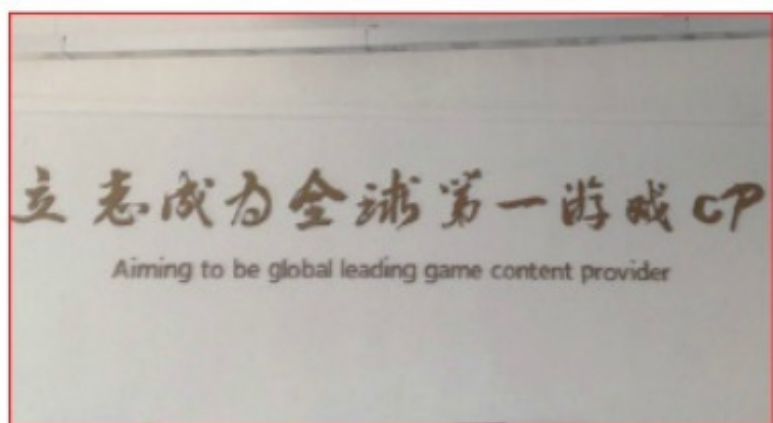 立志成为全球第一游戏CP
Aiming to be global leading game content provider